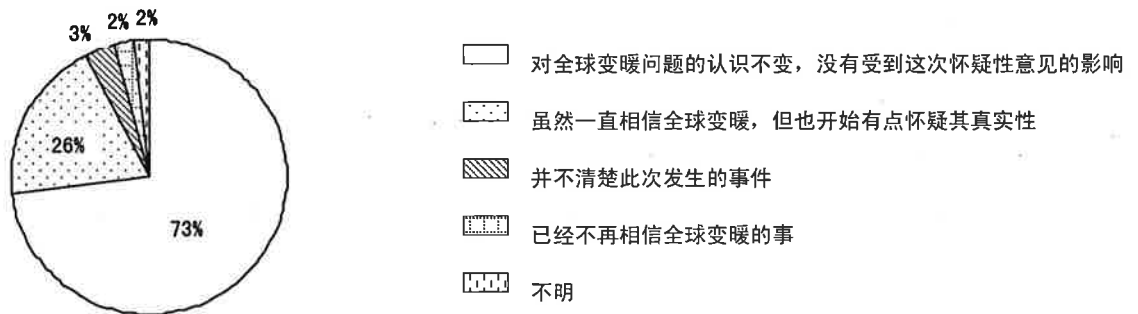 3%
2%
2%
26%
73%
对全球变暖问题的认识不变，没有受到这次怀疑性意见的影响
虽然一直相信全球变暖，但也开始有点怀疑其真实性
并不清楚此次发生的事件
已经不再相信全球变暖的事
不明